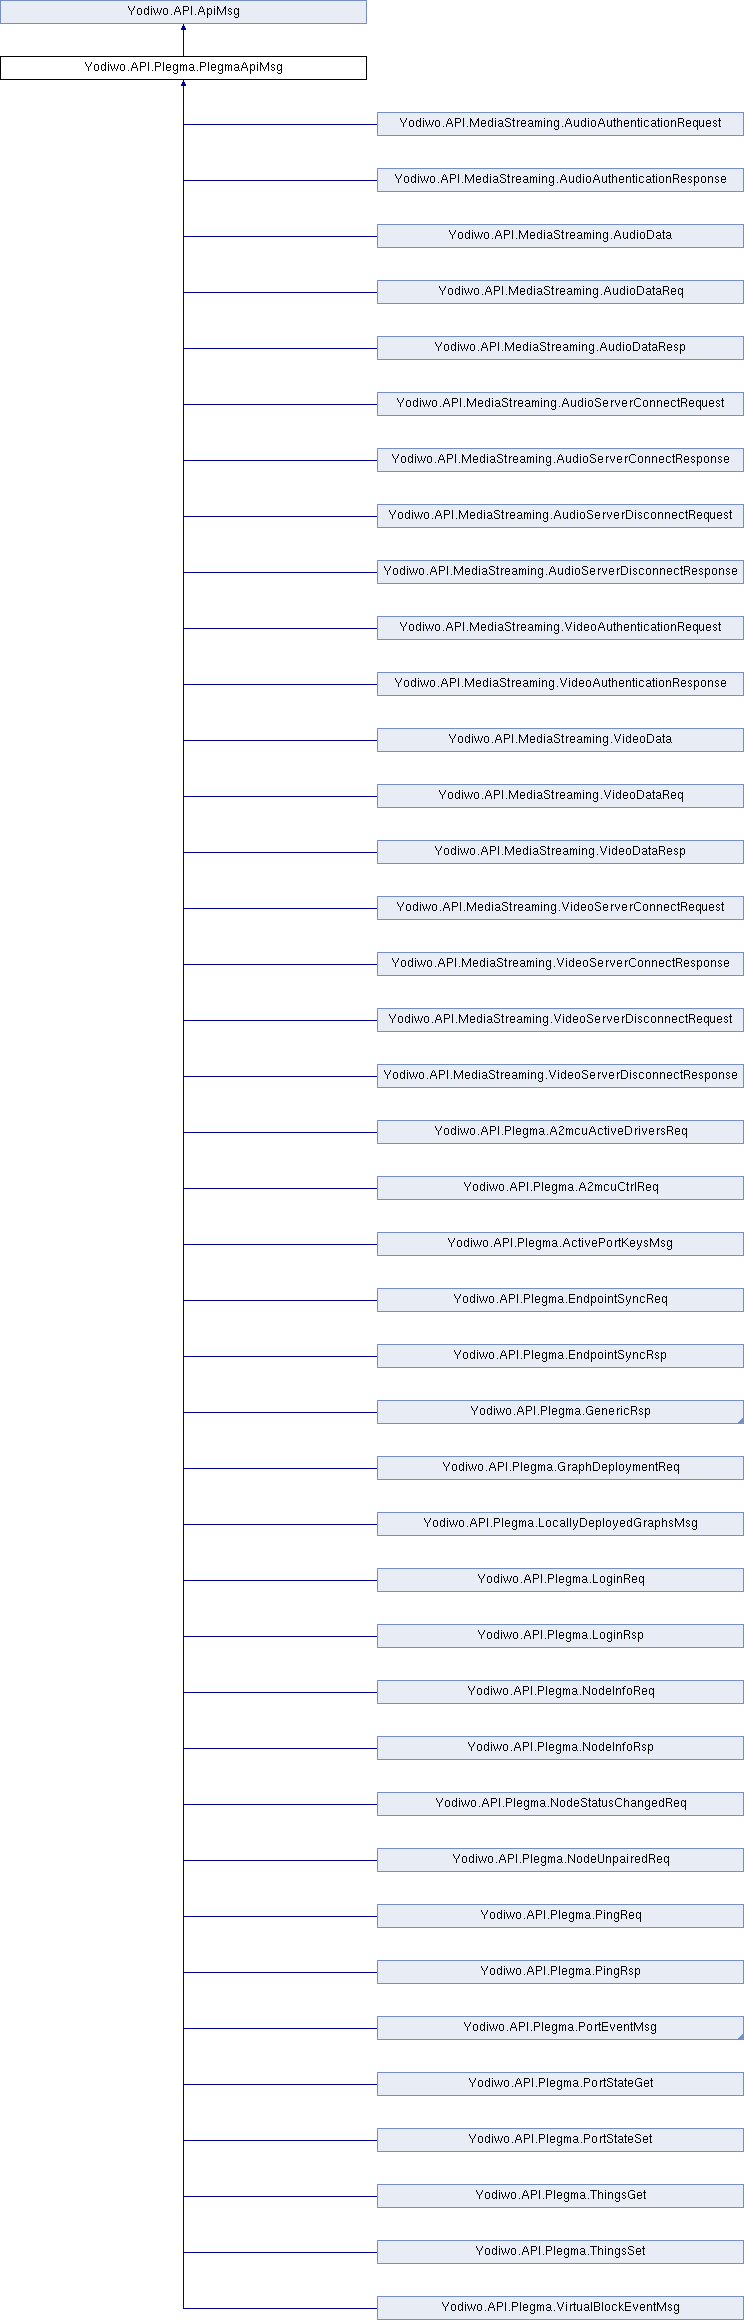 Yodiwo.API.ApiMsg
Yodiwo.API.Plegma.PlegmaApiMsg
Yodiwo.API.MediaStreaming.AudioAuthenticationRequest
Yodiwo.API.MediaStreaming.AudioAuthenticationResponse
Yodiwo.API.MediaStreaming.AudioData
Yodiwo.API.MediaStreaming.AudioDataReq
Yodiwo.API.MediaStreaming.AudioDataResp
Yodiwo.API.MediaStreaming.AudioServerConnectRequest
Yodiwo.API.MediaStreaming.AudioServerConnectResponse
Yodiwo.API.MediaStreaming.AudioServerDisconnectRequest
Yodiwo.API.MediaStreaming.AudioServerDisconnectResponse
Yodiwo.API.MediaStreaming.VideoAuthenticationRequest
Yodiwo.API.MediaStreaming.VideoAuthenticationResponse
Yodiwo.API.MediaStreaming.VideoData
Yodiwo.API.MediaStreaming.VideoDataReq
Yodiwo.API.MediaStreaming.VideoDataResp
Yodiwo.API.MediaStreaming.VideoServerConnectRequest
Yodiwo.API.MediaStreaming.VideoServerConnectResponse
Yodiwo.API.MediaStreaming.VideoServerDisconnectRequest
Yodiwo.API.MediaStreaming.VideoServerDisconnectResponse
Yodiwo.API.Plegma.A2mcuActiveDriversReq
Yodiwo.API.Plegma.A2mcuCtrlReq
Yodiwo.API.Plegma.ActivePortKeysMsg
Yodiwo.API.Plegma.EndpointSyncReq
Yodiwo.API.Plegma.EndpointSyncRsp
Yodiwo.API.Plegma.GenericRsp
Yodiwo.API.Plegma.GraphDeploymentReq
Yodiwo.API.Plegma.LocallyDeployedGraphsMsg
Yodiwo.API.Plegma.LoginReq
Yodiwo.API.Plegma.LoginRsp
Yodiwo.API.Plegma.NodeInfoReq
Yodiwo.API.Plegma.NodeInfoRsp
Yodiwo.API.Plegma.NodeStatusChangedReq
Yodiwo.API.Plegma.NodeUnpairedReq
Yodiwo.API.Plegma.PingReq
Yodiwo.API.Plegma.PingRsp
Yodiwo.API.Plegma.PortEventMsg
Yodiwo.API.Plegma.PortStateGet
Yodiwo.API.Plegma.PortStateSet
Yodiwo.API.Plegma.ThingsGet
Yodiwo.API.Plegma.ThingsSet
Yodiwo.API.Plegma.VirtualBlockEventMsg